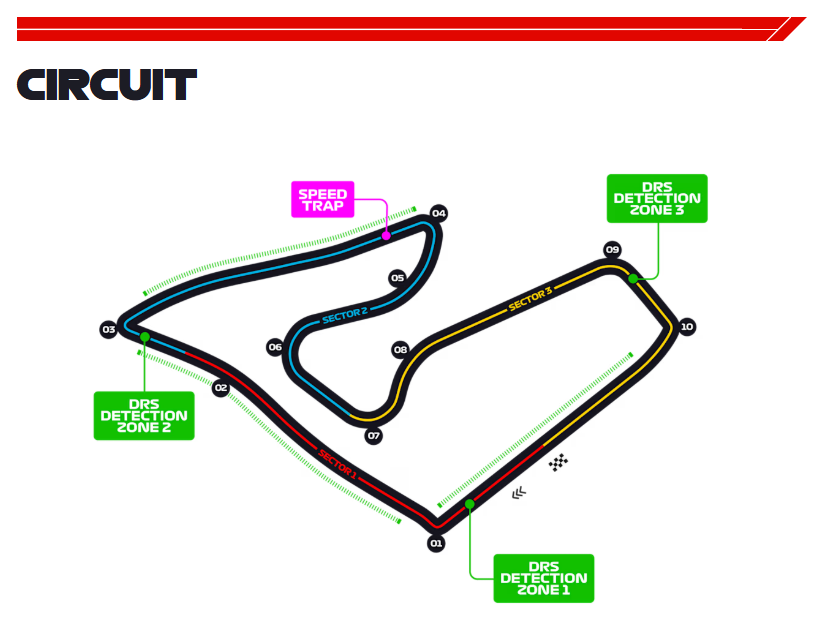 CIRCUIT
SPEED
TRAP
DRS
DETECTION
ZONE 3
04
09
05
SECTOR 3
SECTOR 2
03
10
06
08
02
DRS
DETECTION
ZONE 2
07
SECTOR 1
01
DRS
DETECTION
ZONE 1